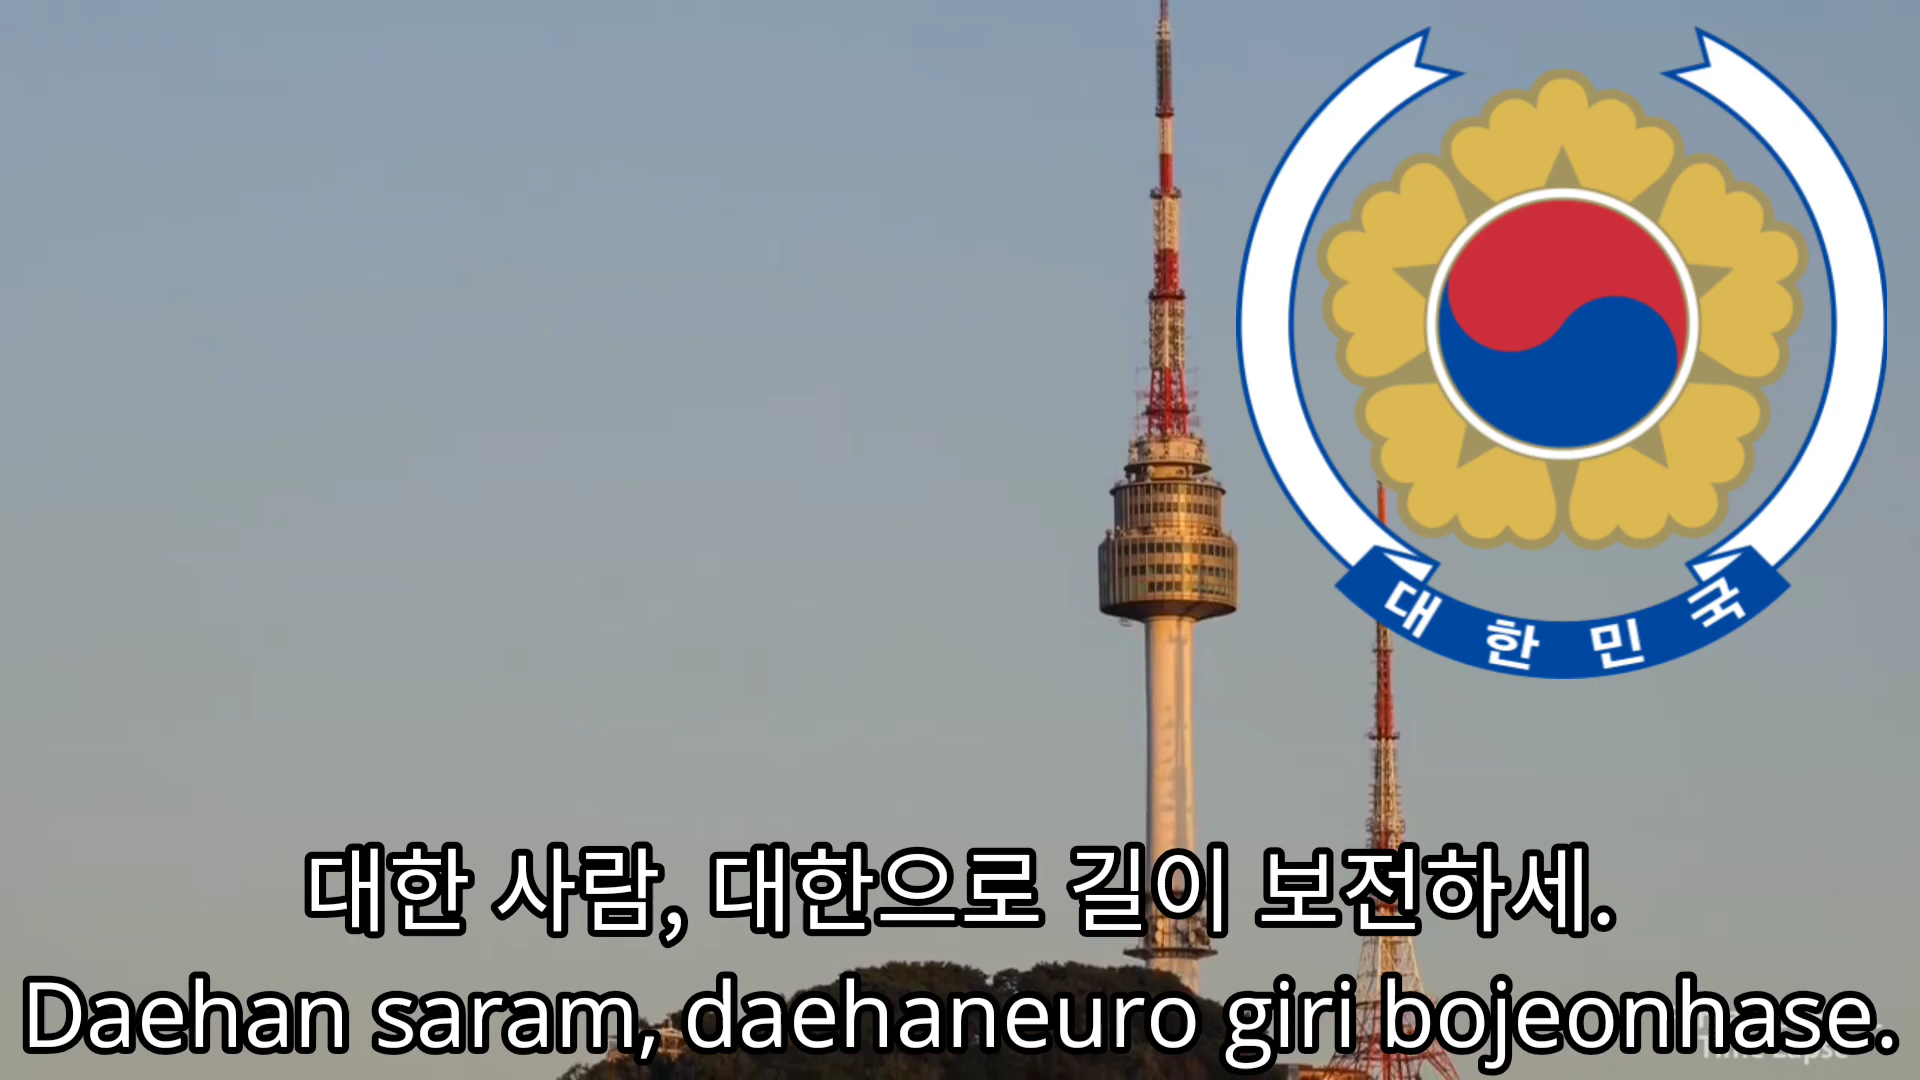 대한민국
대한 사람, 대한으로 길이 보전하세.
Daehan saram, daehaneuro giri bojeonhase.